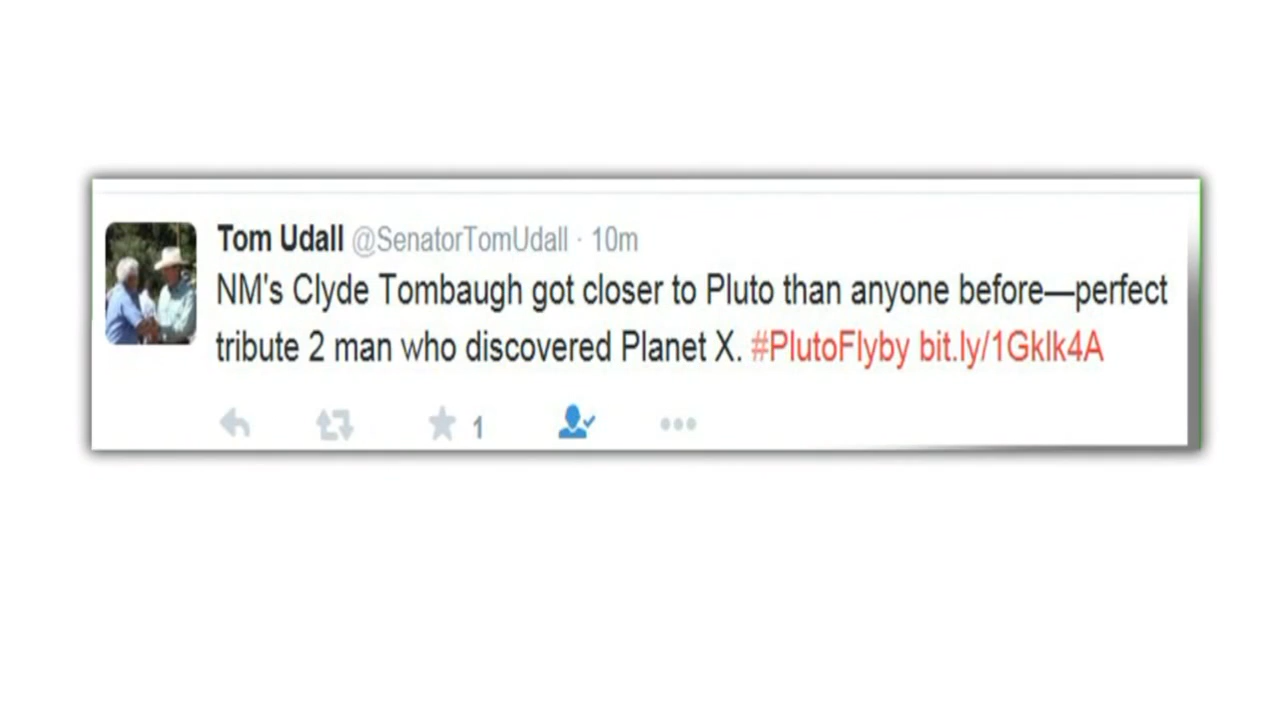 Tom Udall @SenatorTomUdall · 10m
NM's Clyde Tombaugh got closer to Pluto than anyone before—perfect
tribute 2 man who discovered Planet X. #PlutoFlyby bit.ly/1Gklk4A
1